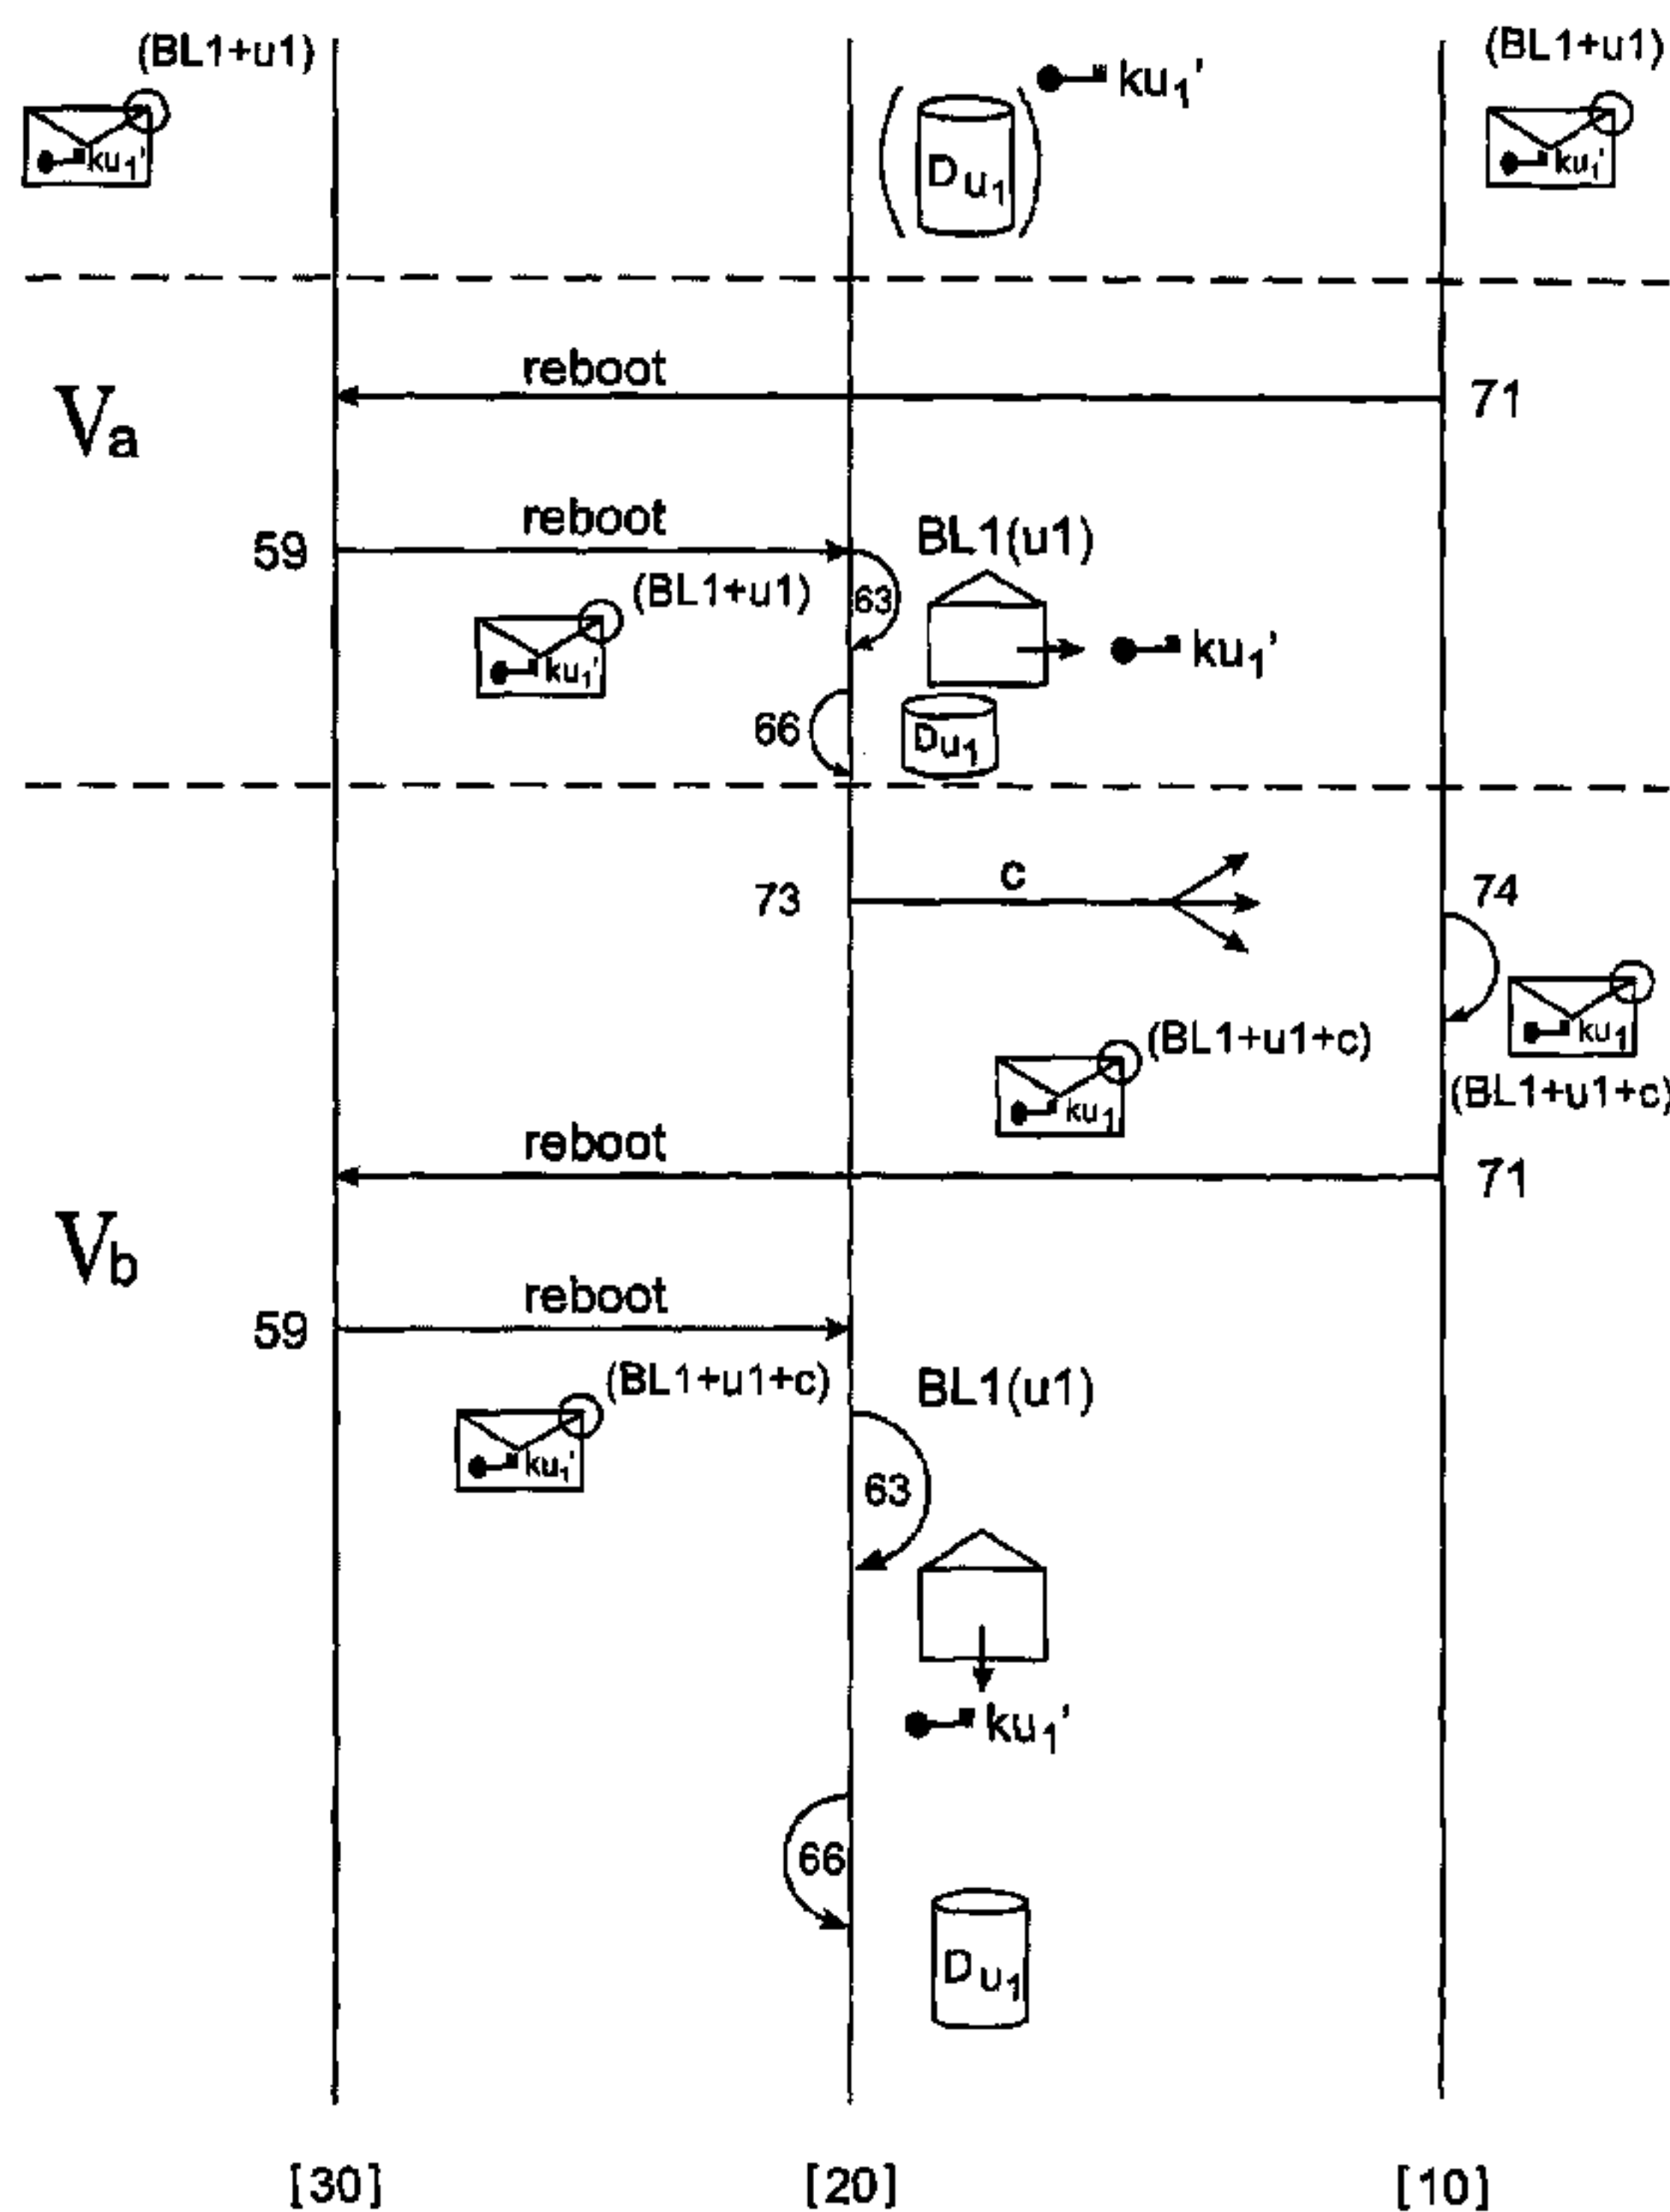 (BL1+u1)
ku1'
ku1'
Du1
(BL1+u1)
ku1'
reboot
71
Va
reboot
59
BL1(u1)
(BL1+u1)
63
ku1'
ku1'
66
Du1
c
73
74
(BL1+u1+c)
ku1
ku1
(BL1+u1+c)
reboot
71
Vb
reboot
59
(BL1+u1+c)
BL1(u1)
ku1'
63
ku1'
66
Du1
[30]
[20]
[10]